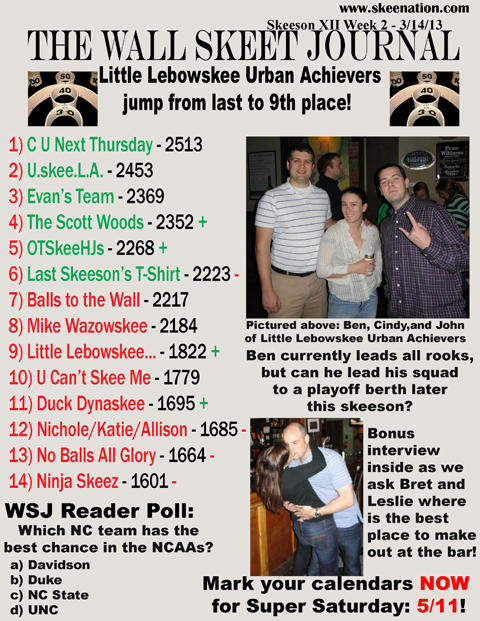 www.skeenation.com
Skeeson XII Week 2 - 3/14/13
THE WALL SKEET JOURNAL
Little Lebowskee Urban Achievers
jump from last to 9th place!
1) C U Next Thursday - 2513
2) U.skee.L.A. - 2453
3) Evan's Team - 2369
4) The Scott Woods - 2352 +
5) OTSkeeHJs - 2268 +
6) Last Skeeson's T-Shirt - 2223 -
7) Balls to the Wall - 2217
8) Mike Wazowskee - 2184
9) Little Lebowskee... - 1822 +
10) U Can't Skee Me - 1779
11) Duck Dynaskee - 1695 +
12) Nichole/Katie/Allison - 1685 -
13) No Balls All Glory - 1664 -
14) Ninja Skeez - 1601 -
Pictured above: Ben, Cindy,and John
of Little Lebowskee Urban Achievers
Ben currently leads all rooks,
but can he lead his squad
to a playoff berth later
this skeeson?
Bonus
interview
inside as we
ask Bret and
Leslie where
is the best
place to make
out at the bar!
WSJ Reader Poll:
Which NC team has the
best chance in the NCAAs?
a) Davidson
b) Duke
c) NC State
d) UNC
Mark your calendars NOW
for Super Saturday: 5/11!